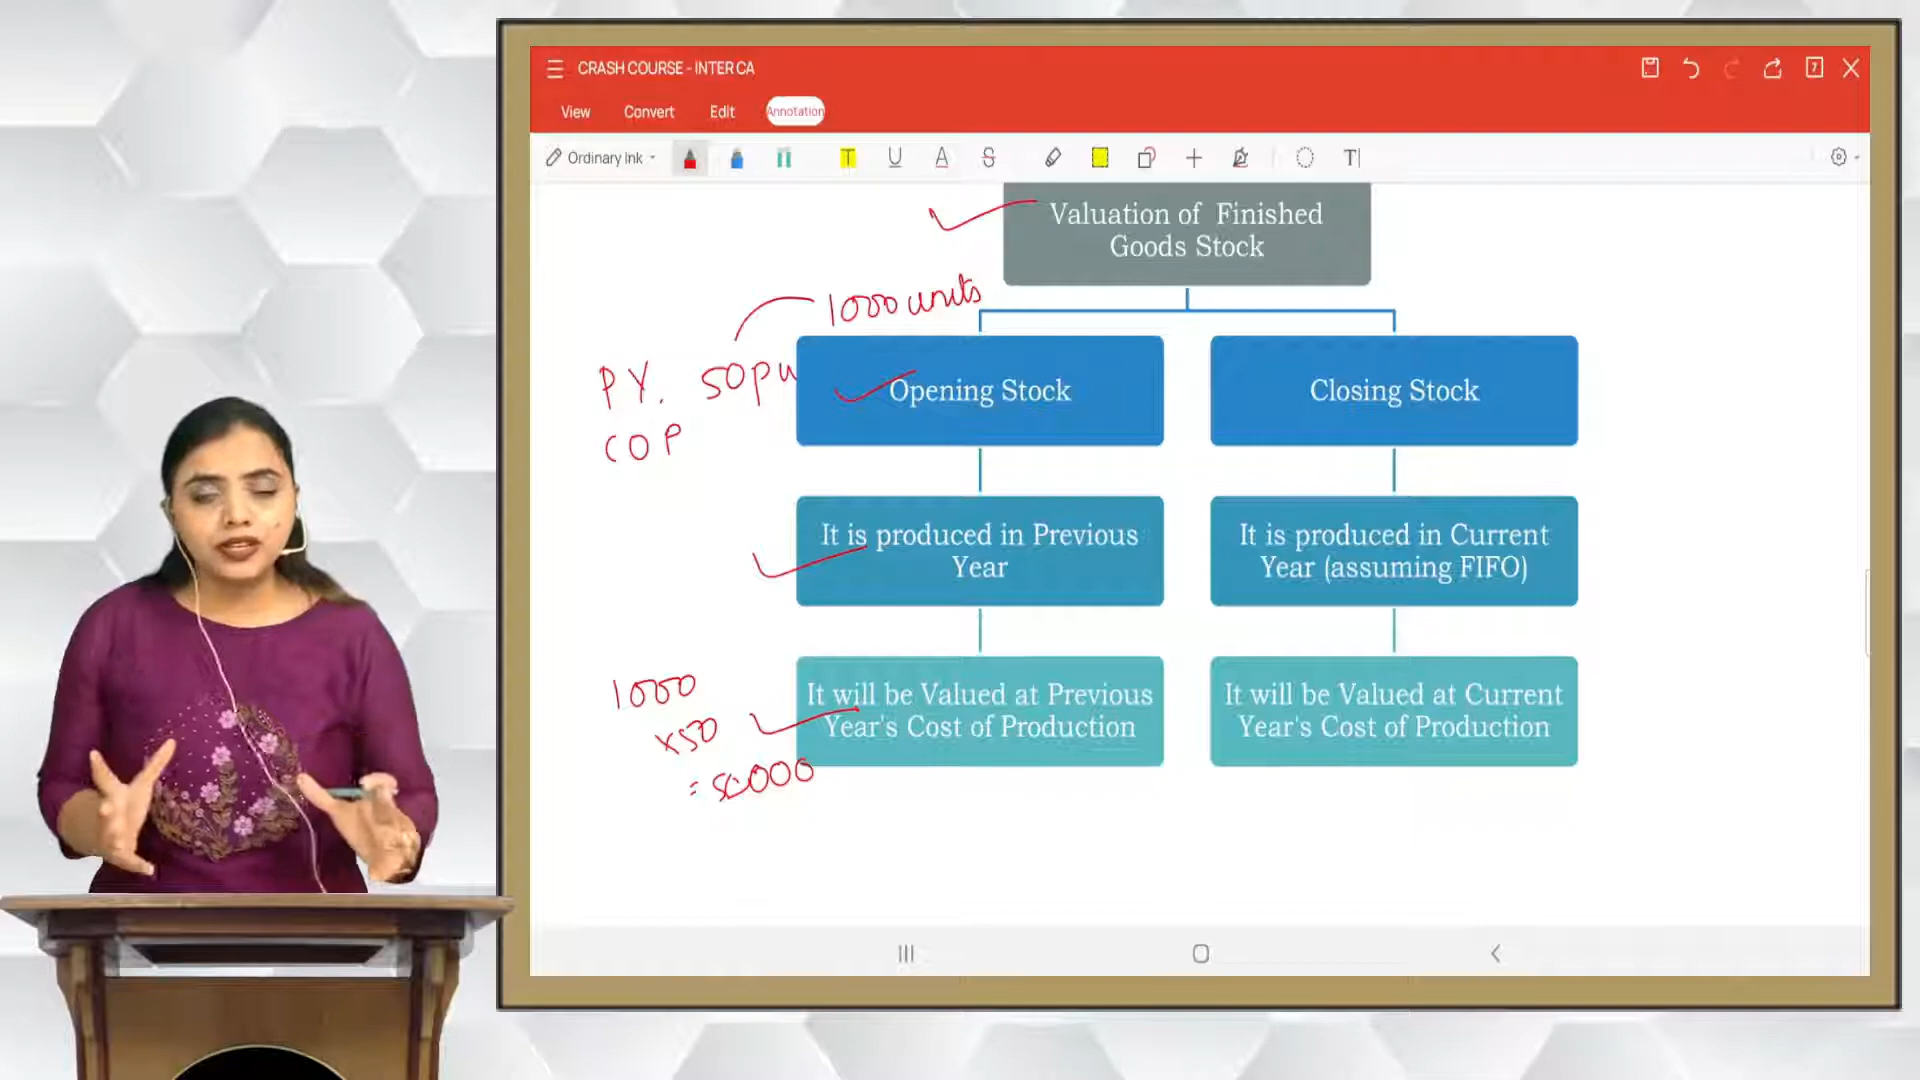 CRASH COURSE - INTER CA
7
View Convert Edit Annotation
Ordinary Ink T U A S T
Valuation of Finished
Goods Stock
1000 units
P Y. 50 pu
COP
Opening Stock
Closing Stock
It is produced in Previous
Year
It is produced in Current
Year (assuming FIFO)
1000
x50
= 50000
It will be Valued at Previous
Year's Cost of Production
It will be Valued at Current
Year's Cost of Production